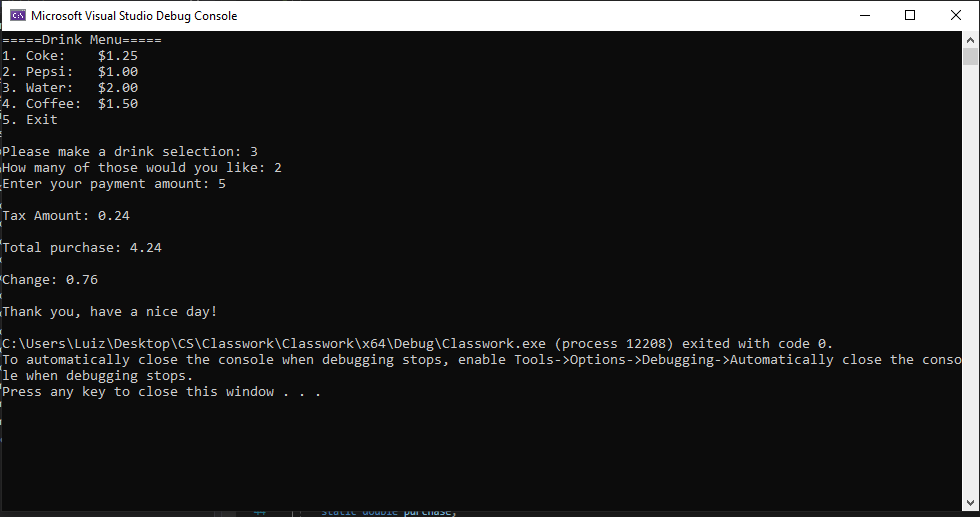 Microsoft Visual Studio Debug Console
=====Drink Menu=====
1. Coke:    $1.25
2. Pepsi:   $1.00
3. Water:   $2.00
4. Coffee:  $1.50
5. Exit
Please make a drink selection: 3
How many of those would you like: 2
Enter your payment amount: 5
Tax Amount: 0.24
Total purchase: 4.24
Change: 0.76
Thank you, have a nice day!
C:\Users\Luiz\Desktop\CS\Classwork\Classwork\x64\Debug\Classwork.exe (process 12208) exited with code 0.
To automatically close the console when debugging stops, enable Tools->Options->Debugging->Automatically close the conso
le when debugging stops.
Press any key to close this window . . .
44 static double purchase;